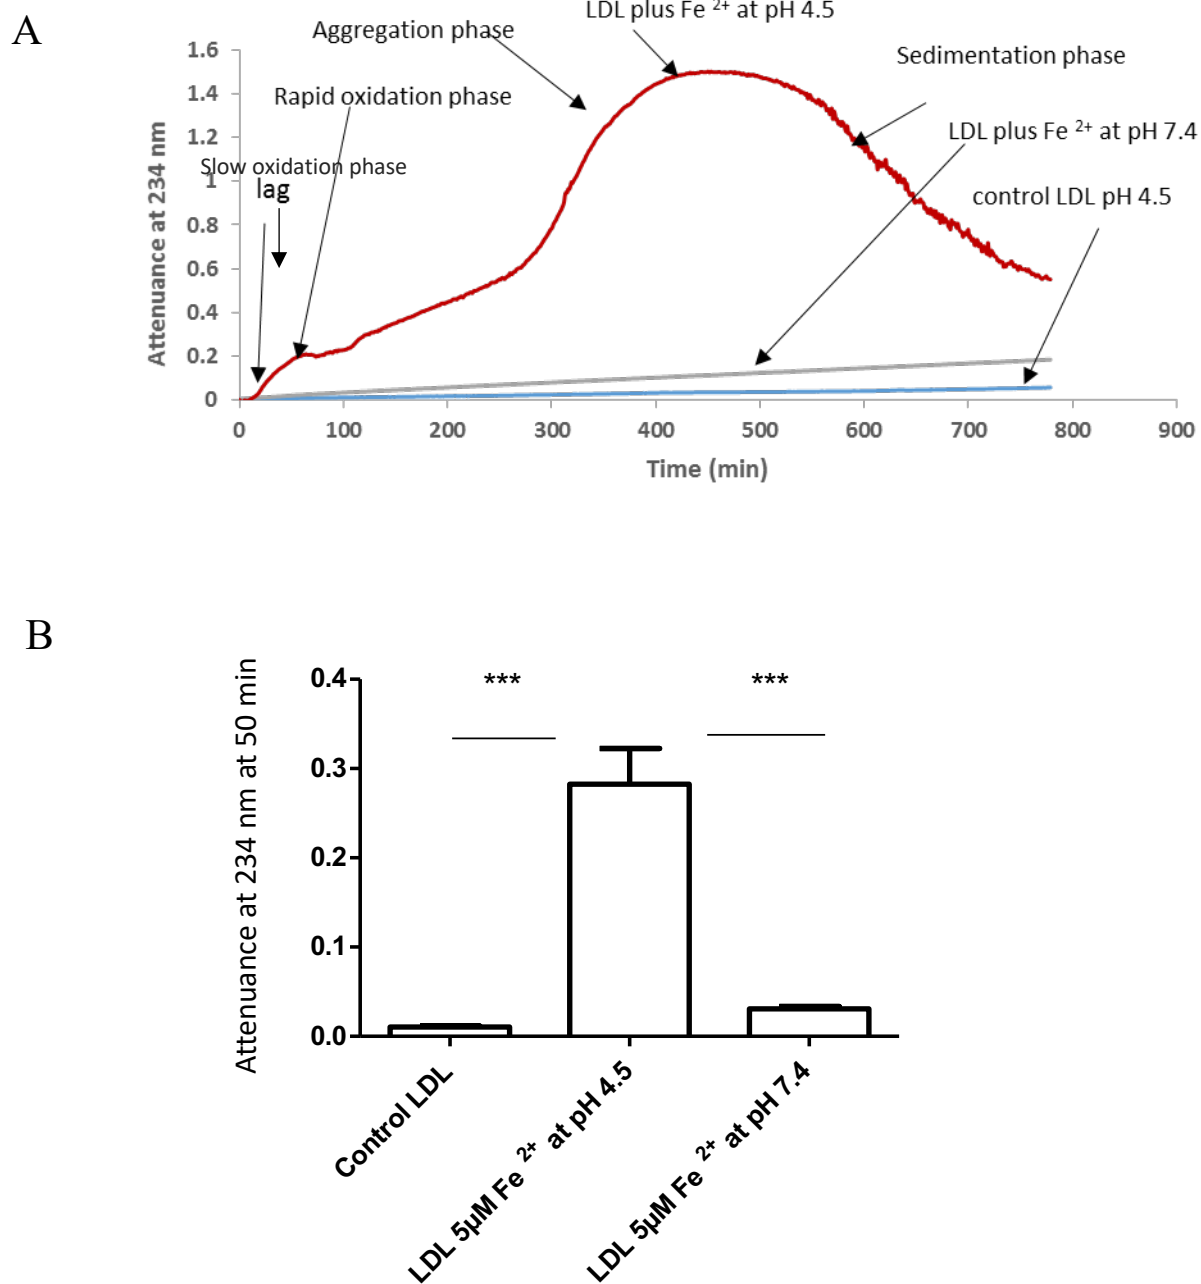 A
LDL plus Fe 2+ at pH 4.5
Aggregation phase
Sedimentation phase
Rapid oxidation phase
LDL plus Fe 2+ at pH 7.4
Slow oxidation phase
lag
control LDL pH 4.5
Attenuance at 234 nm
1.6
1.4
1.2
1
0.8
0.6
0.4
0.2
0
0 100 200 300 400 500 600 700 800 900
Time (min)
B
Attenuance at 234 nm at 50 min
0.4
0.3
0.2
0.1
0.0
*** ***
Control LDL
LDL 5µM Fe 2+ at pH 4.5
LDL 5µM Fe 2+ at pH 7.4